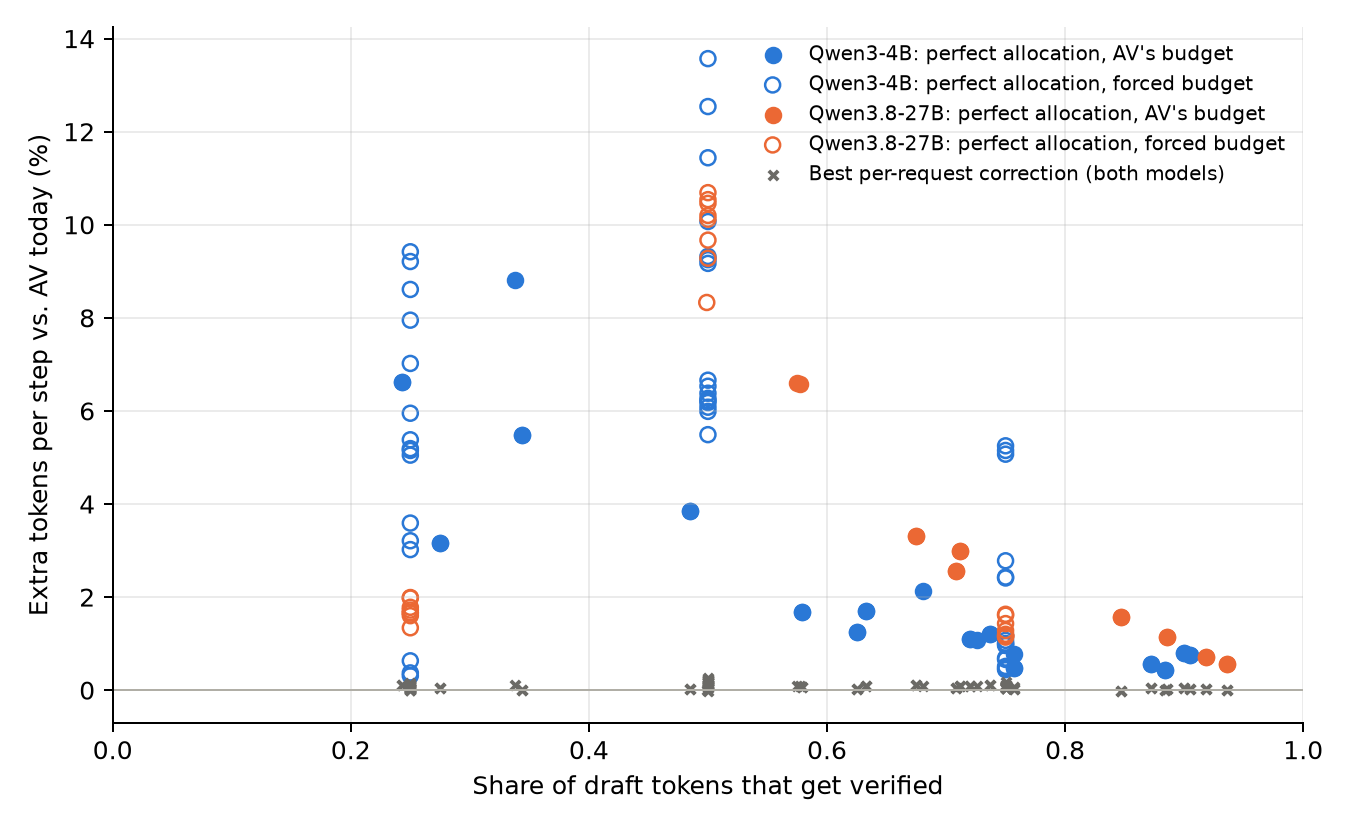 14
12
10
8
6
4
2
0
Extra tokens per step vs. AV today (%)
Qwen3-4B: perfect allocation, AV's budget
Qwen3-4B: perfect allocation, forced budget
Qwen3.8-27B: perfect allocation, AV's budget
Qwen3.8-27B: perfect allocation, forced budget
Best per-request correction (both models)
0.0 0.2 0.4 0.6 0.8 1.0
Share of draft tokens that get verified